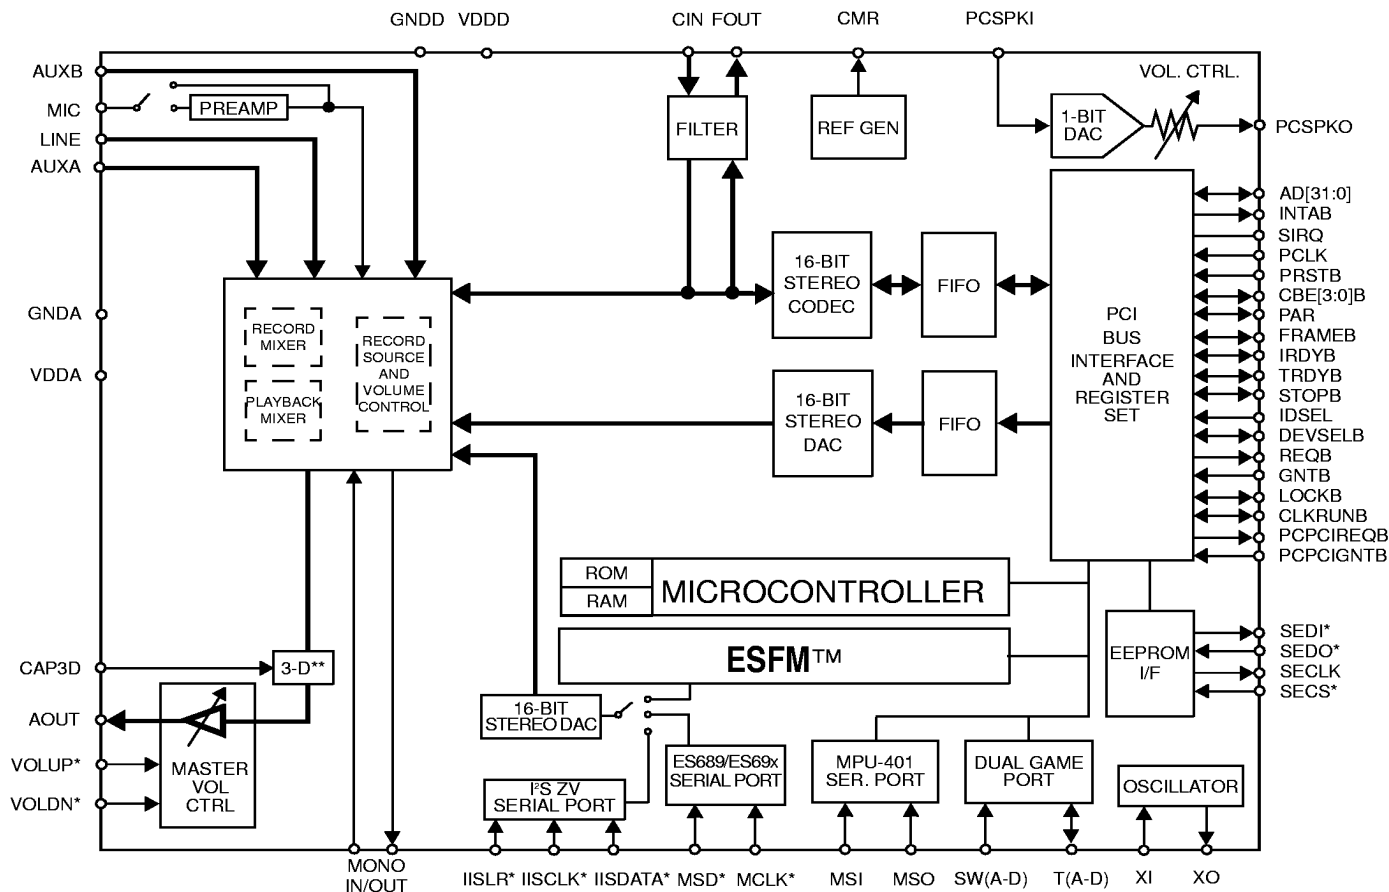 GNDD VDDD CIN FOUT CMR PCSPKI
AUXB
MIC
LINE
AUXA
PREAMP
FILTER
REF GEN
VOL. CTRL.
1-BIT
DAC
PCSPKO
AD[31:0]
INTAB
SIRQ
PCLK
PRSTB
CBE[3:0]B
PAR
FRAMEB
IRDYB
TRDYB
STOPB
IDSEL
DEVSELB
REQB
GNTB
LOCKB
CLKRUNB
PCPCIREQB
PCPCIGNTB
GNDA
VDDA
RECORD
MIXER
PLAYBACK
MIXER
RECORD
SOURCE
AND
VOLUME
CONTROL
16-BIT
STEREO
CODEC
FIFO
16-BIT
STEREO
DAC
FIFO
PCI
BUS
INTERFACE
AND
REGISTER
SET
ROM
RAM
MICROCONTROLLER
ESFM™
EEPROM
I/F
SEDI*
SEDO*
SECLK
SECS*
CAP3D
3-D**
AOUT
VOLUP*
VOLDN*
MASTER
VOL
CTRL
16-BIT
STEREO DAC
I²S ZV
SERIAL PORT
ES689/ES69x
SERIAL PORT
MPU-401
SER. PORT
DUAL GAME
PORT
OSCILLATOR
MONO
IN/OUT
IISLR* IISCLK* IISDATA* MSD* MCLK* MSI MSO SW(A-D) T(A-D) XI XO